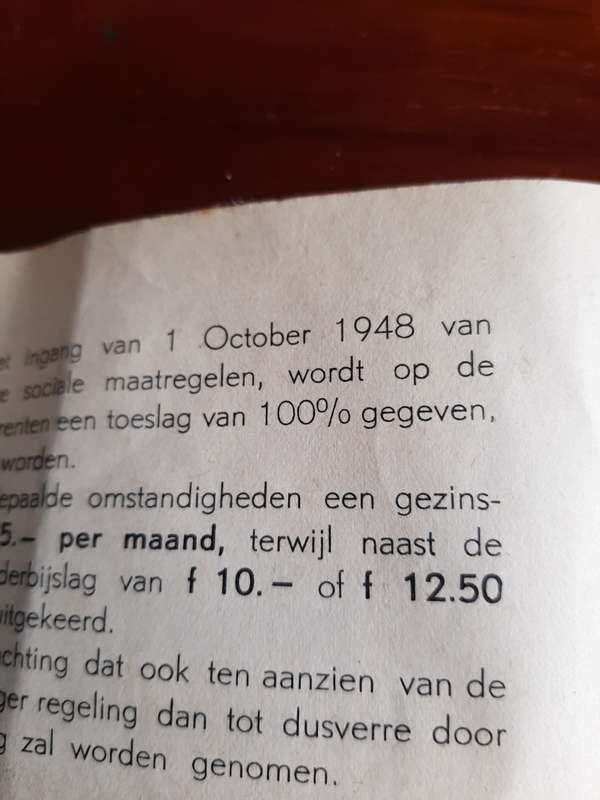 ingang van 1 October 1948 van
sociale maatregelen, wordt op de
renten een toeslag van 100% gegeven,
worden.
epaalde omstandigheden een gezins-
5.– per maand, terwijl naast de
derbijslag van f 10.– of f 12.50
uitgekeerd.
chting dat ook ten aanzien van de
ger regeling dan tot dusverre door
g zal worden genomen.